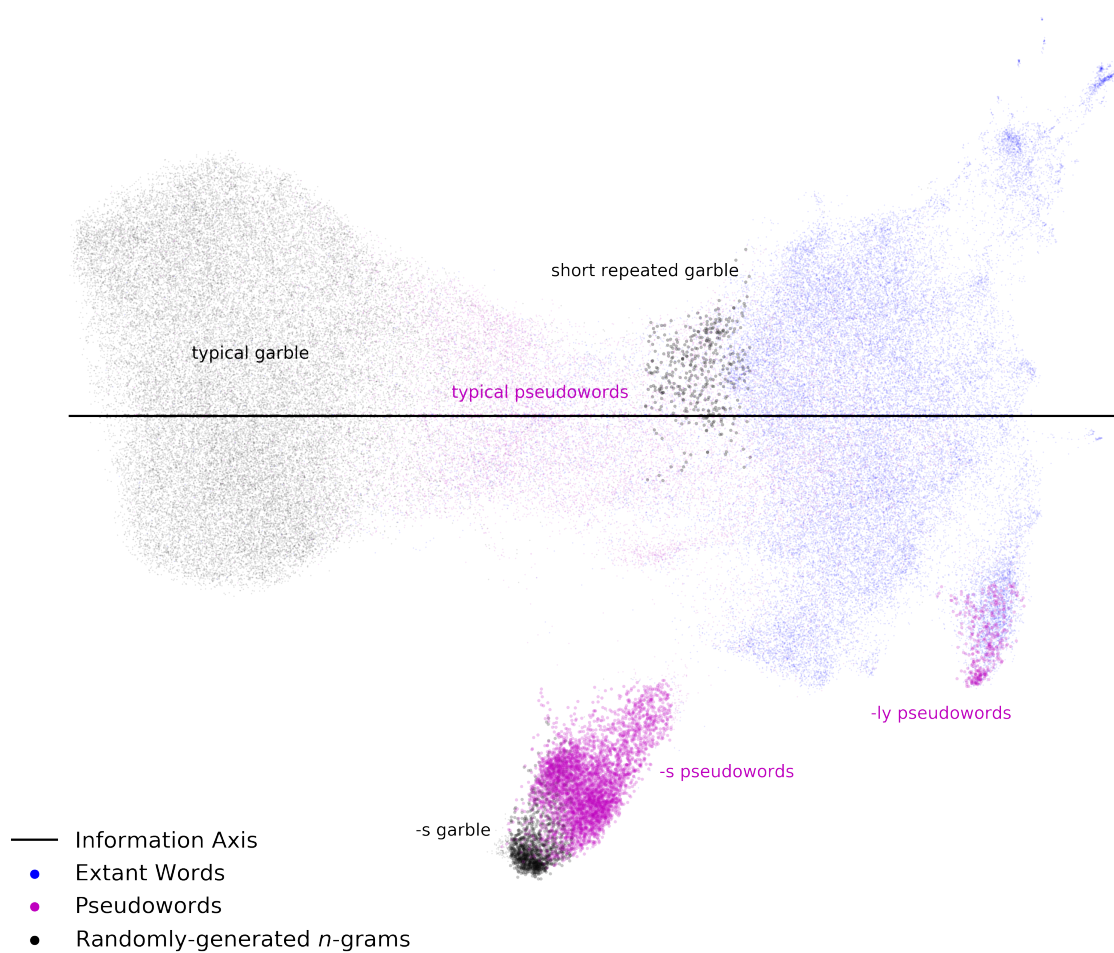 short repeated garble
typical garble
typical pseudowords
-ly pseudowords
-s pseudowords
-s garble
Information Axis
Extant Words
Pseudowords
Randomly-generated n-grams